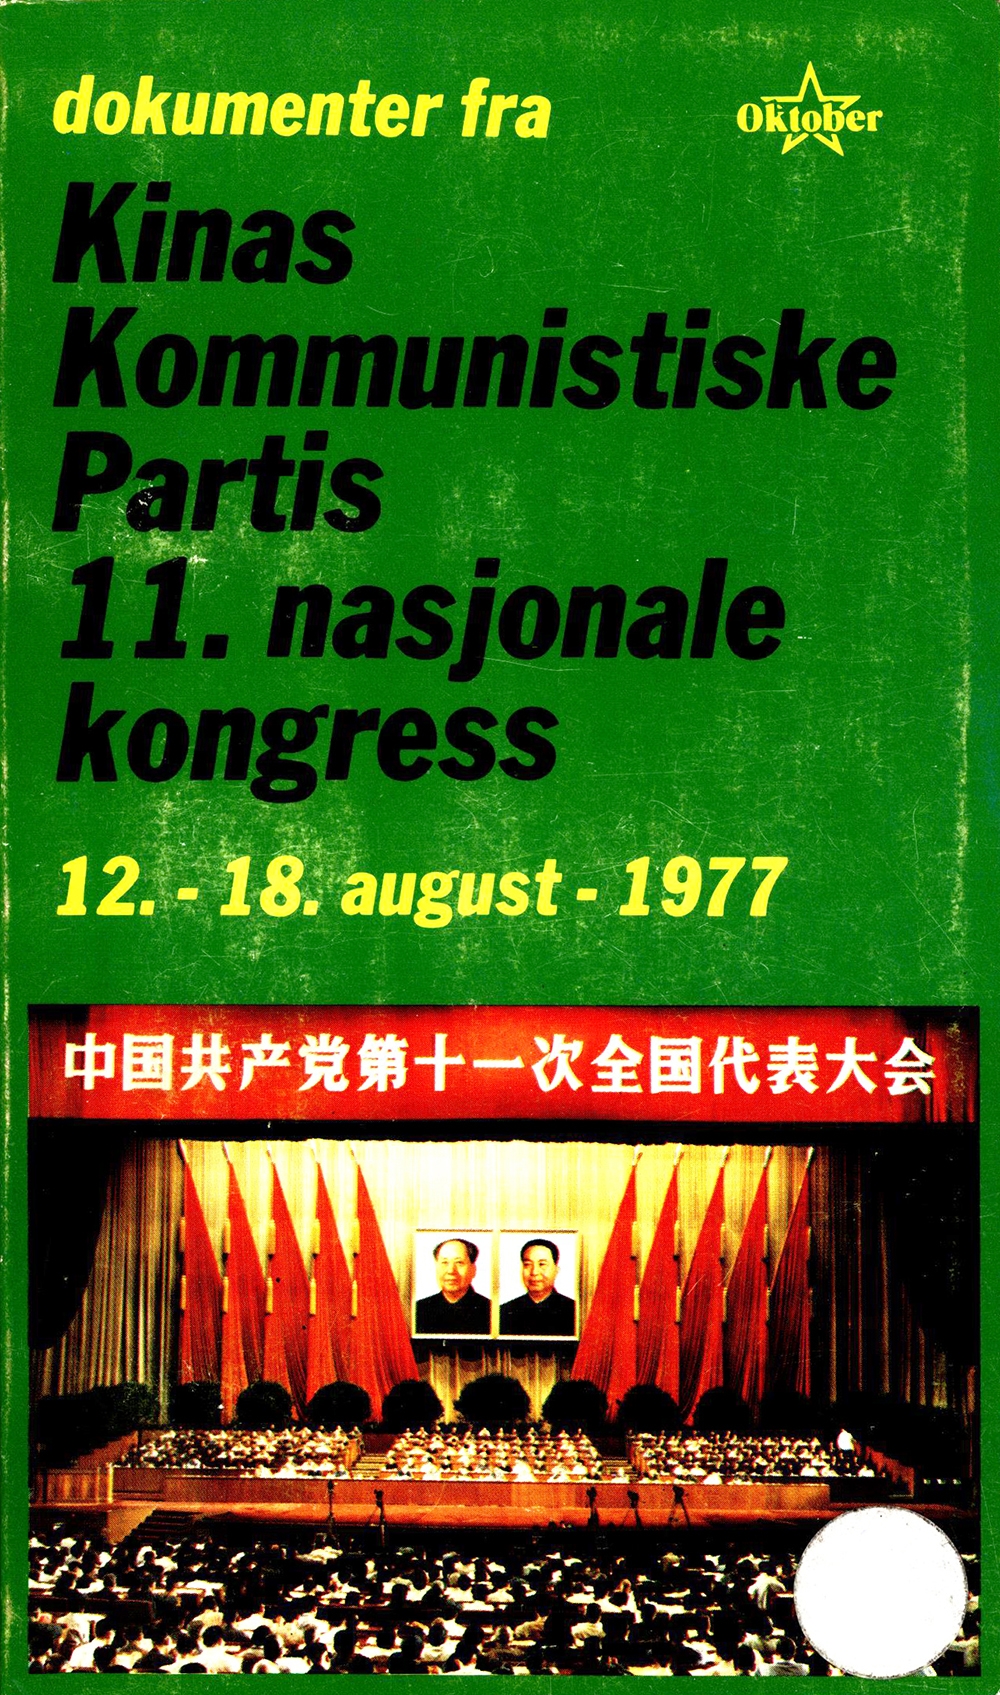 dokumenter fra
Oktober
Kinas
Kommunistiske
Partis
11. nasjonale
kongress
12. - 18. august - 1977
中国共产党第十一次全国代表大会